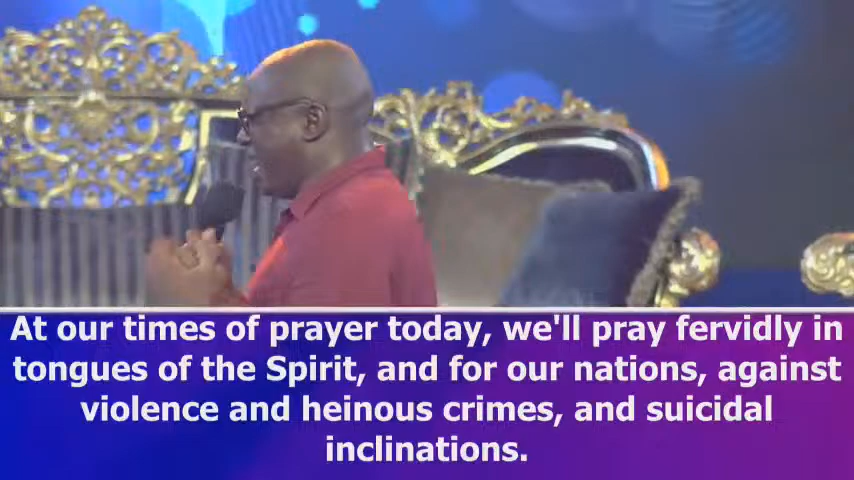 At our times of prayer today, we'll pray fervidly in
tongues of the Spirit, and for our nations, against
violence and heinous crimes, and suicidal
inclinations.